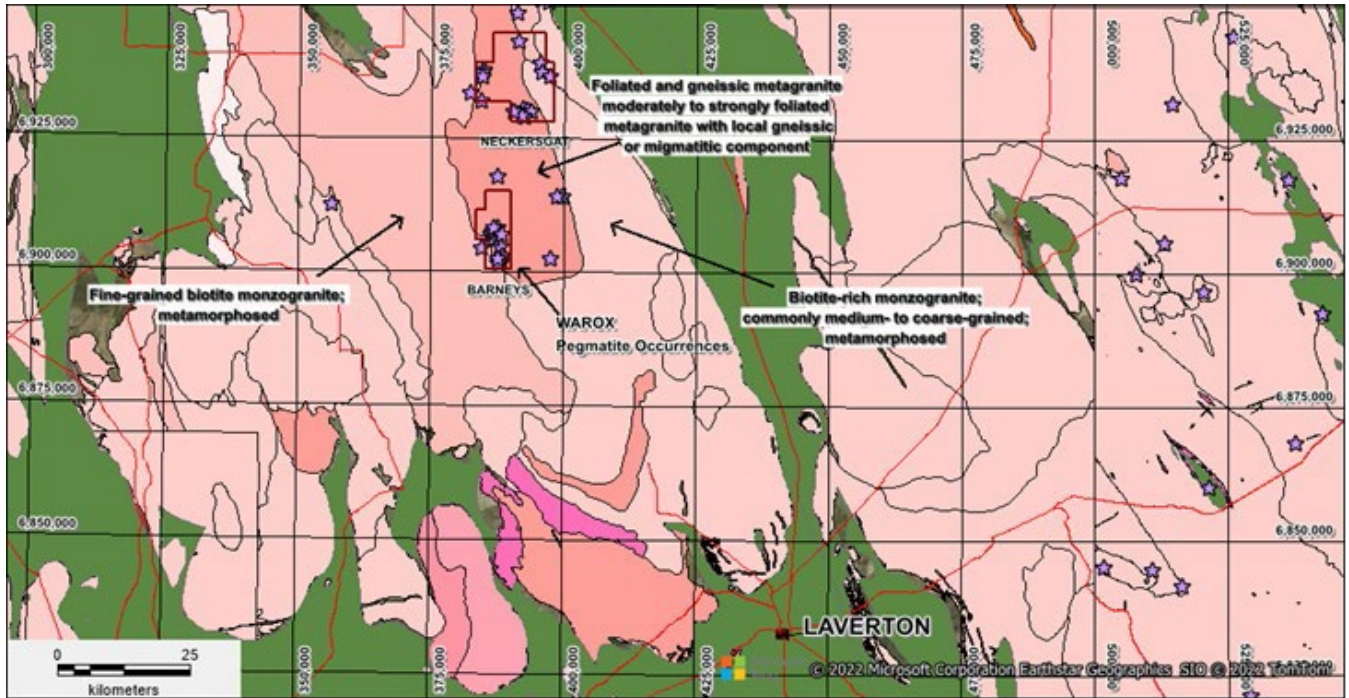 300,000
325,000
350,000
375,000
400,000
425,000
450,000
475,000
500,000
525,000
6,925,000
6,925,000
Foliated and gneissic metagranite
moderately to strongly foliated
metagranite with local gneissic
or migmatitic component
NECKERSGAT
6,900,000
6,900,000
Fine-grained biotite monzogranite;
metamorphosed
BARNEYS
Biotite-rich monzogranite;
commonly medium- to coarse-grained;
metamorphosed
WAROX
Pegmatite Occurrences
6,875,000
6,875,000
6,850,000
6,850,000
LAVERTON
0 25
kilometers
350,000
375,000
400,000
425,000
500,000
© 2022 Microsoft Corporation Earthstar Geographics SIO © 2022 TomTom